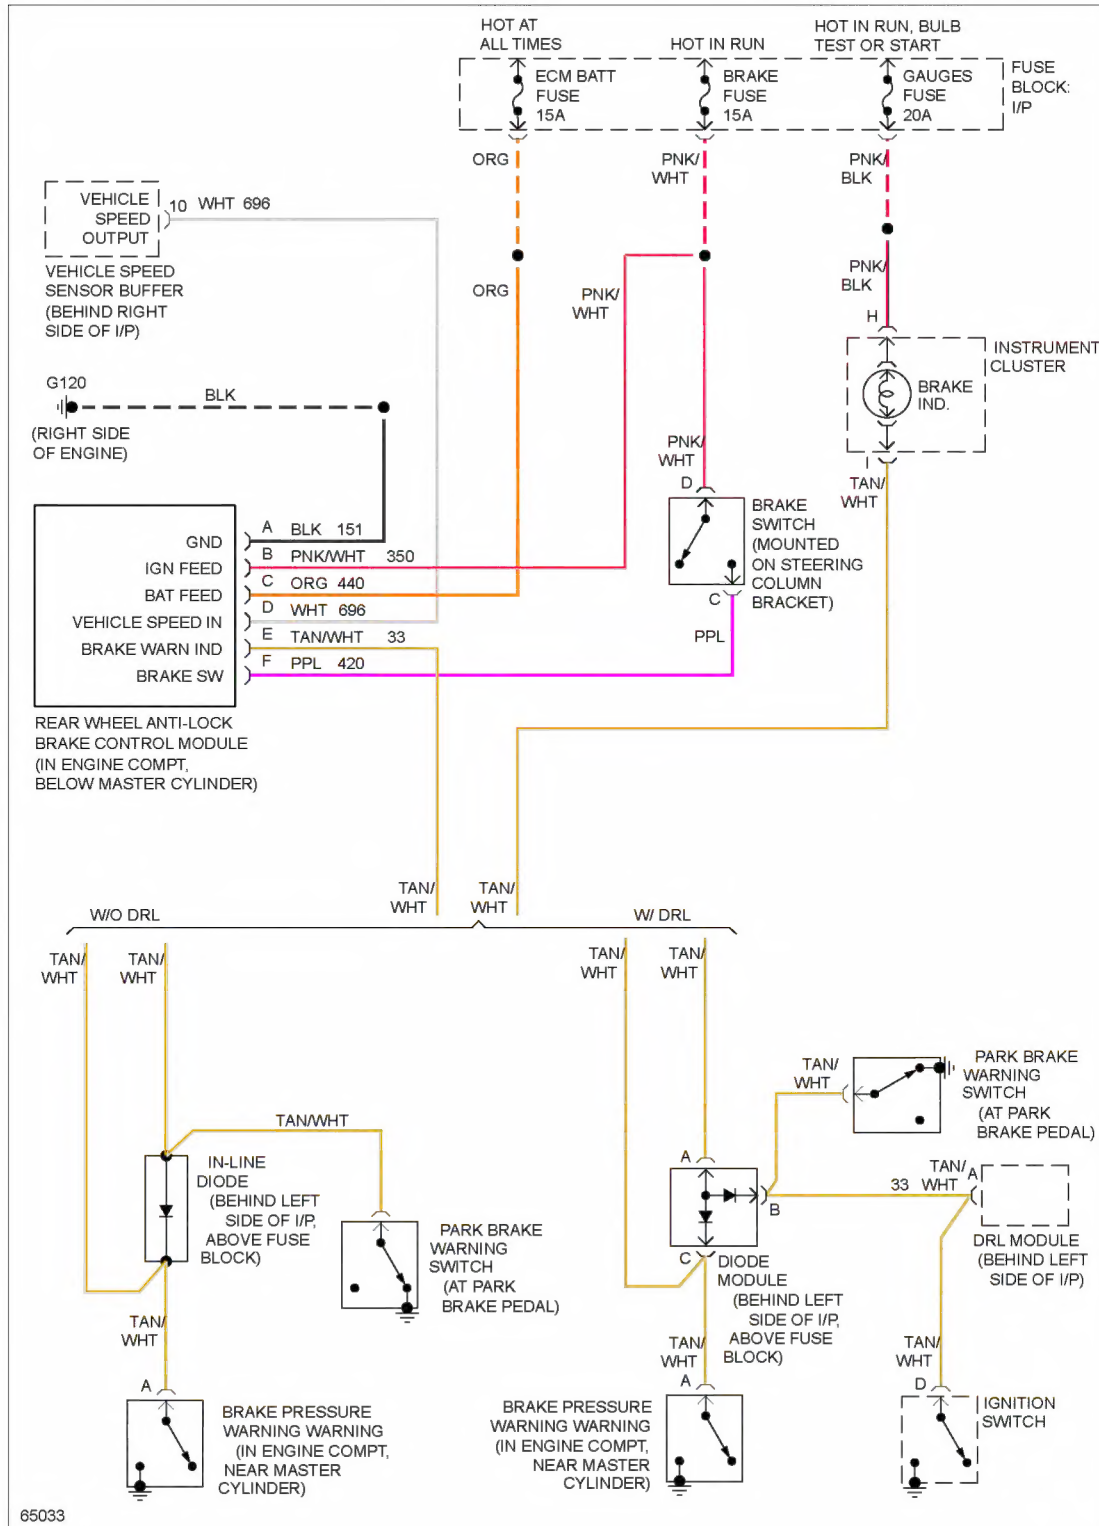 HOT AT
ALL TIMES
HOT IN RUN
HOT IN RUN, BULB
TEST OR START
ECM BATT
FUSE
15A
BRAKE
FUSE
15A
GAUGES
FUSE
20A
FUSE
BLOCK:
I/P
ORG
PNK/
WHT
PNK/
BLK
VEHICLE
SPEED
OUTPUT
10 WHT 696
VEHICLE SPEED
SENSOR BUFFER
(BEHIND RIGHT
SIDE OF I/P)
ORG
PNK/
WHT
PNK/
BLK
H
INSTRUMENT
CLUSTER
BRAKE
IND.
G120
BLK
(RIGHT SIDE
OF ENGINE)
PNK/
WHT
D
I
TAN/
WHT
BRAKE
SWITCH
(MOUNTED
ON STEERING
COLUMN
BRACKET)
C
PPL
GND
A BLK 151
IGN FEED
B PNK/WHT 350
BAT FEED
C ORG 440
VEHICLE SPEED IN
D WHT 696
BRAKE WARN IND
E TAN/WHT 33
BRAKE SW
F PPL 420
REAR WHEEL ANTI-LOCK
BRAKE CONTROL MODULE
(IN ENGINE COMPT,
BELOW MASTER CYLINDER)
TAN/
WHT
TAN/
WHT
W/O DRL
W/ DRL
TAN/
WHT
TAN/
WHT
TAN/
WHT
TAN/
WHT
TAN/WHT
IN-LINE
DIODE
(BEHIND LEFT
SIDE OF I/P,
ABOVE FUSE
BLOCK)
PARK BRAKE
WARNING
SWITCH
(AT PARK
BRAKE PEDAL)
TAN/
WHT
A
BRAKE PRESSURE
WARNING WARNING
(IN ENGINE COMPT,
NEAR MASTER
CYLINDER)
TAN/
WHT
PARK BRAKE
WARNING
SWITCH
(AT PARK
BRAKE PEDAL)
A
B
C
33
TAN/
WHT
A
DRL MODULE
(BEHIND LEFT
SIDE OF I/P)
DIODE
MODULE
(BEHIND LEFT
SIDE OF I/P,
ABOVE FUSE
BLOCK)
TAN/
WHT
A
BRAKE PRESSURE
WARNING WARNING
(IN ENGINE COMPT,
NEAR MASTER
CYLINDER)
TAN/
WHT
D
IGNITION
SWITCH
65033